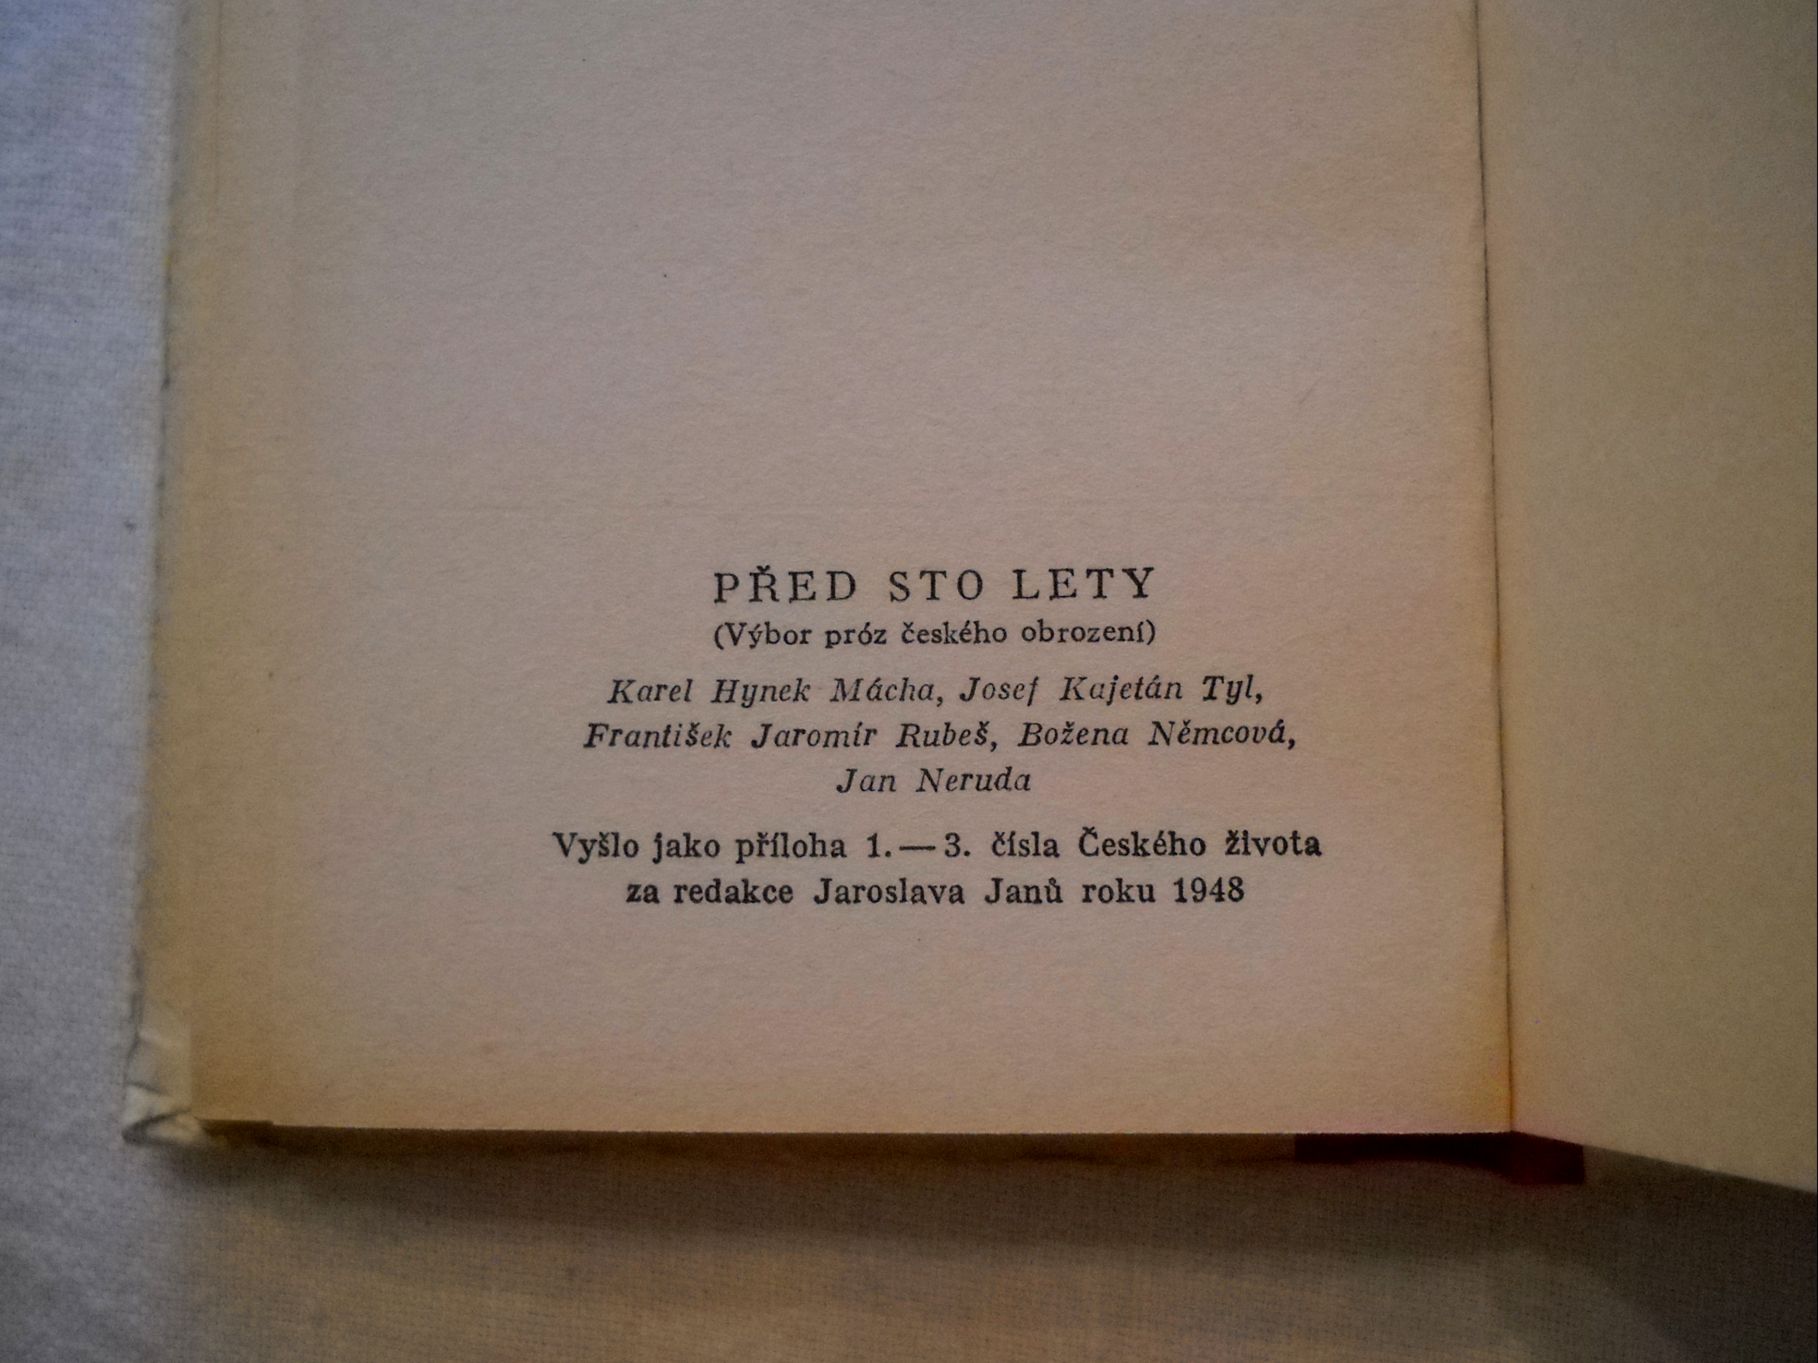 PŘED STO LETY
(Výbor próz českého obrození)
Karel Hynek Mácha, Josef Kajetán Tyl,
František Jaromír Rubeš, Božena Němcová,
Jan Neruda
Vyšlo jako příloha 1.—3. čísla Českého života
za redakce Jaroslava Janů roku 1948